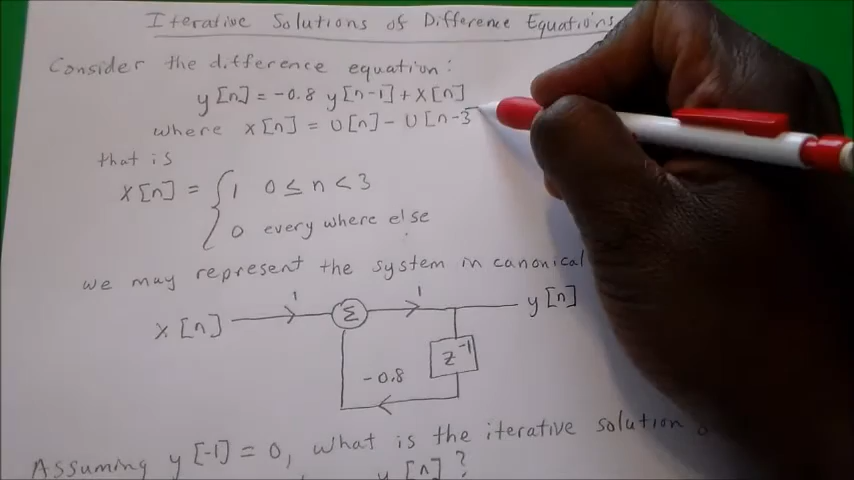 Iterative Solutions of Difference Equations
Consider the difference equation:
y[n] = -0.8 y[n-1] + x[n]
where x[n] = U[n] - U[n-3
that is
x[n] = { 1 0 ≤ n < 3
0 every where else
we may represent the system in canonical
x[n] 1 Σ 1 y[n]
z⁻¹
-0.8
Assuming y[-1] = 0, what is the iterative solution
y[n]?